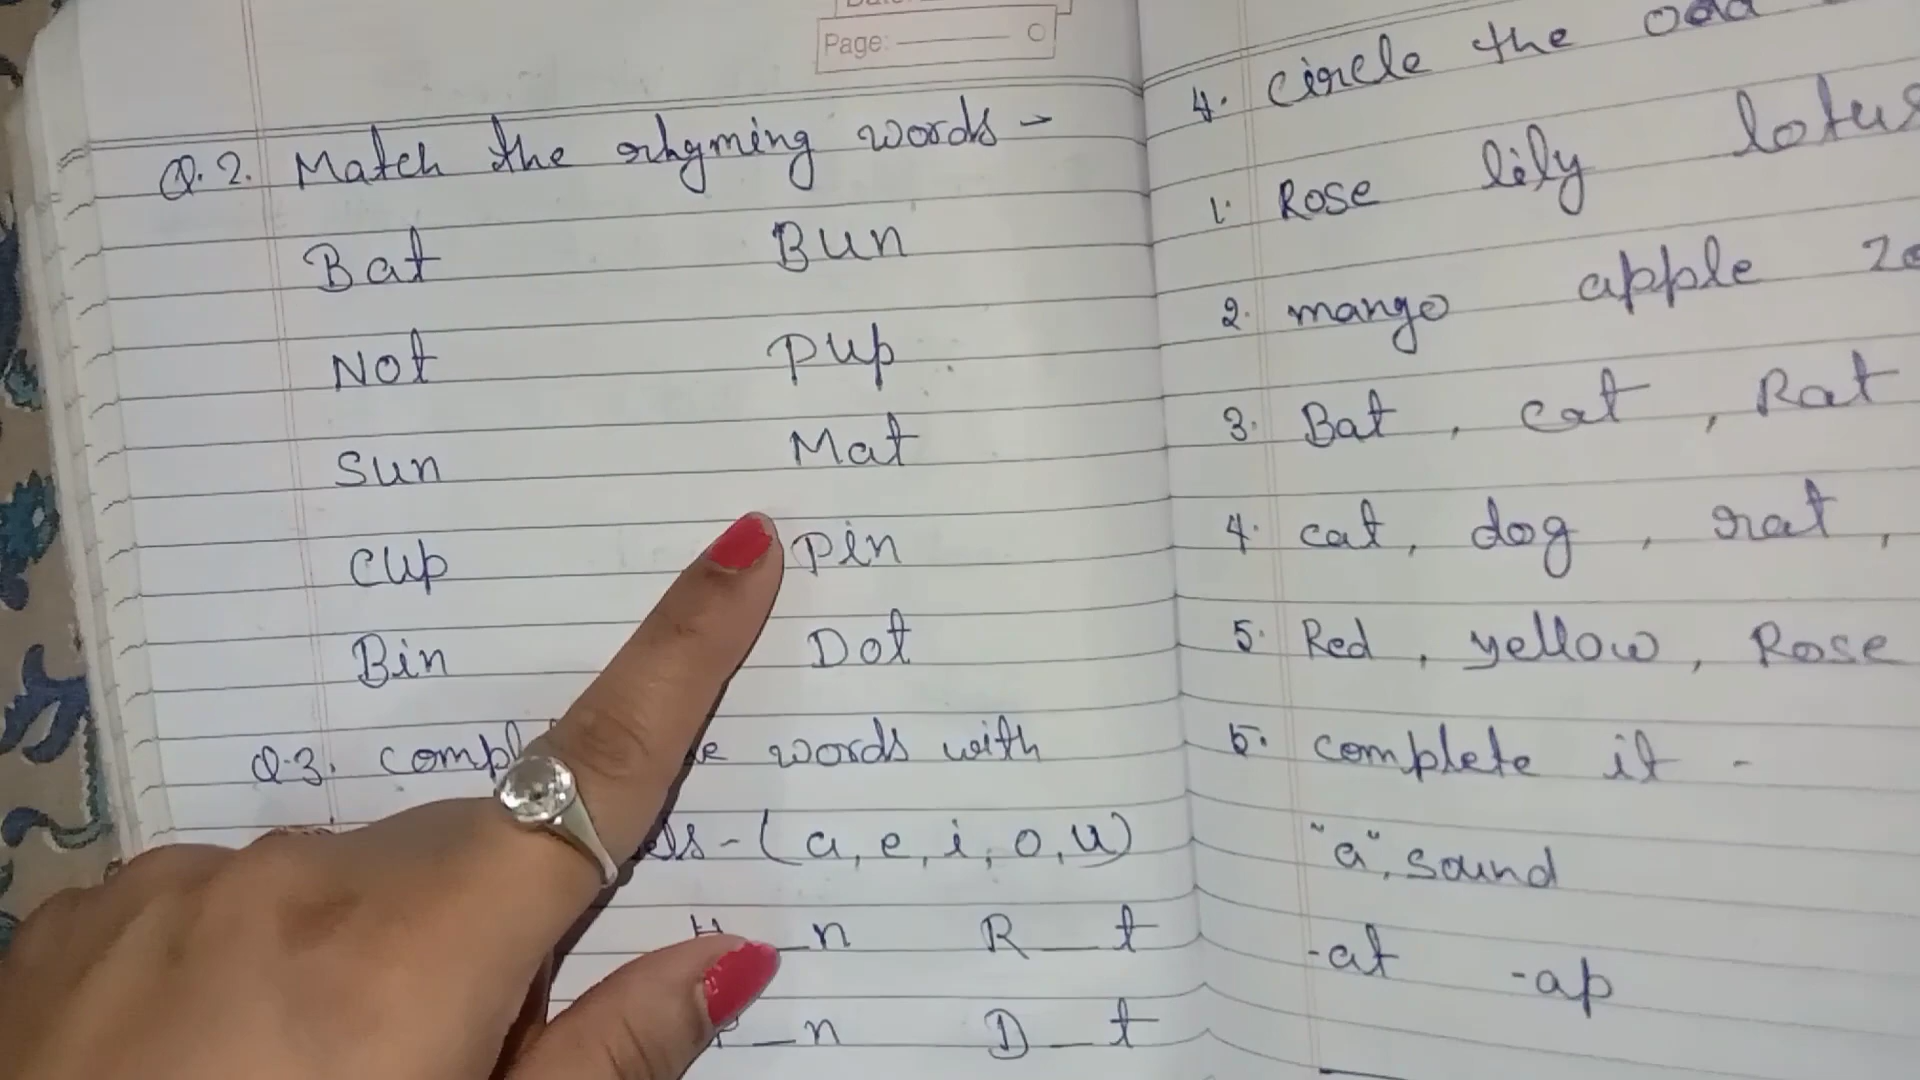 Page:
Q.2. Match the rhyming words -
Bat Bun
Not Pup
Sun Mat
Cup Pin
Bin Dot
Q.3. words with
(a, e, i, o, u)
H_n R_t
_n D_t
4. Circle the odd
1. Rose lily lotus
2. mango apple
3. Bat, cat, Rat
4. cat, dog, rat,
5. Red, yellow, Rose
5. complete it -
"a" sound
-at -ap